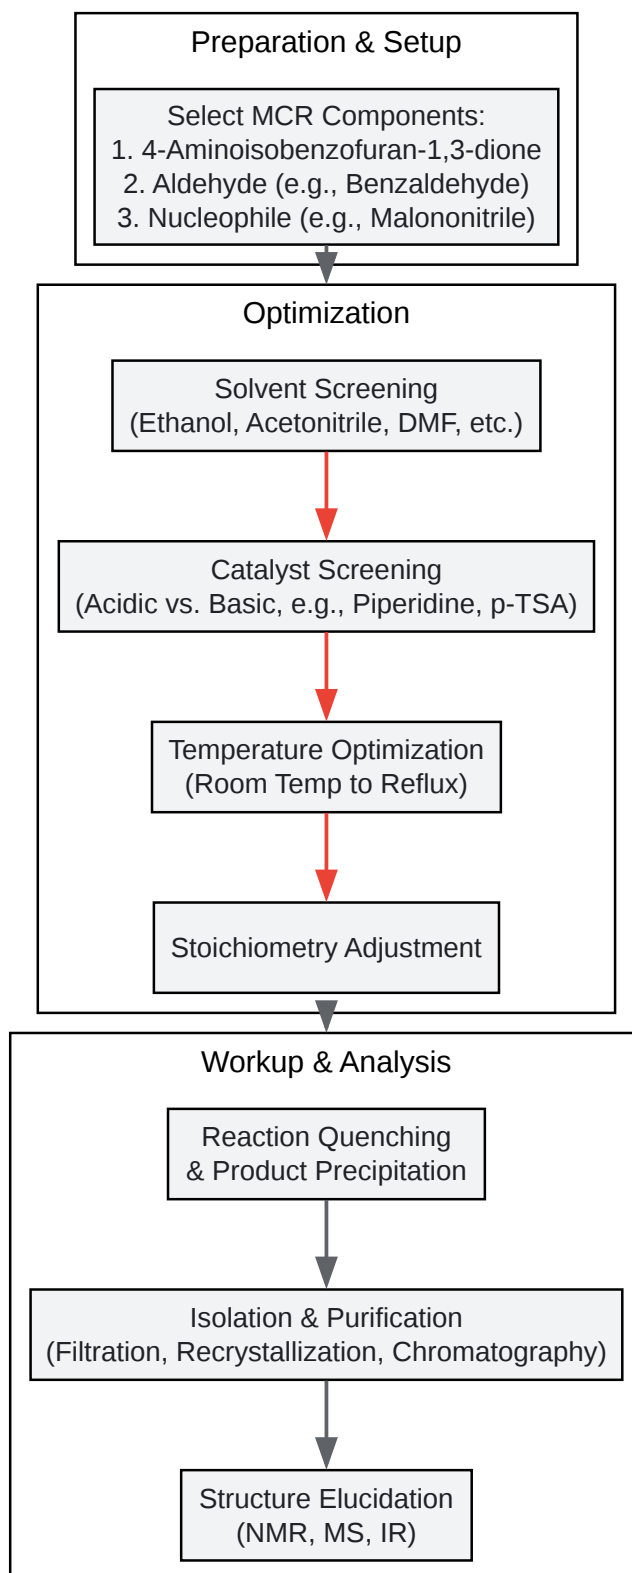 Preparation & Setup
Select MCR Components:
1. 4-Aminoisobenzofuran-1,3-dione
2. Aldehyde (e.g., Benzaldehyde)
3. Nucleophile (e.g., Malononitrile)
Optimization
Solvent Screening
(Ethanol, Acetonitrile, DMF, etc.)
Catalyst Screening
(Acidic vs. Basic, e.g., Piperidine, p-TSA)
Temperature Optimization
(Room Temp to Reflux)
Stoichiometry Adjustment
Workup & Analysis
Reaction Quenching
& Product Precipitation
Isolation & Purification
(Filtration, Recrystallization, Chromatography)
Structure Elucidation
(NMR, MS, IR)